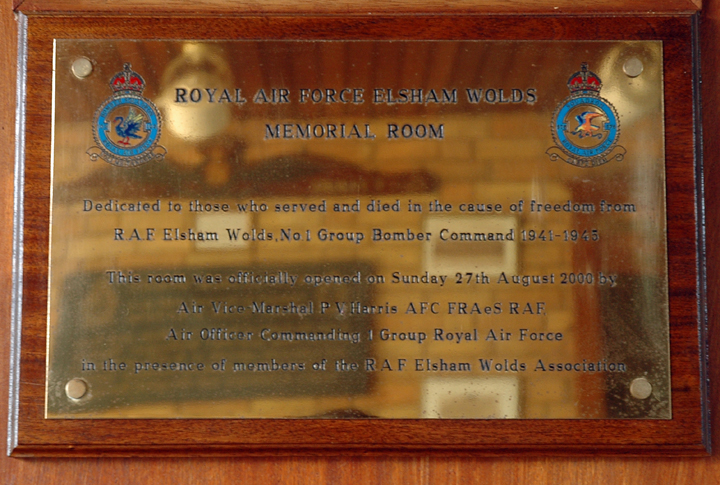 ROYAL AIR FORCE ELSHAM WOLDS
MEMORIAL ROOM
Dedicated to those who served and died in the cause of freedom from
R.A.F Elsham Wolds, No.1 Group Bomber Command 1941-1945
This room was officially opened on Sunday 27th August 2000 by
Air Vice Marshal P V Harris AFC FRAeS RAF
Air Officer Commanding 1 Group Royal Air Force
in the presence of members of the R.A.F Elsham Wolds Association